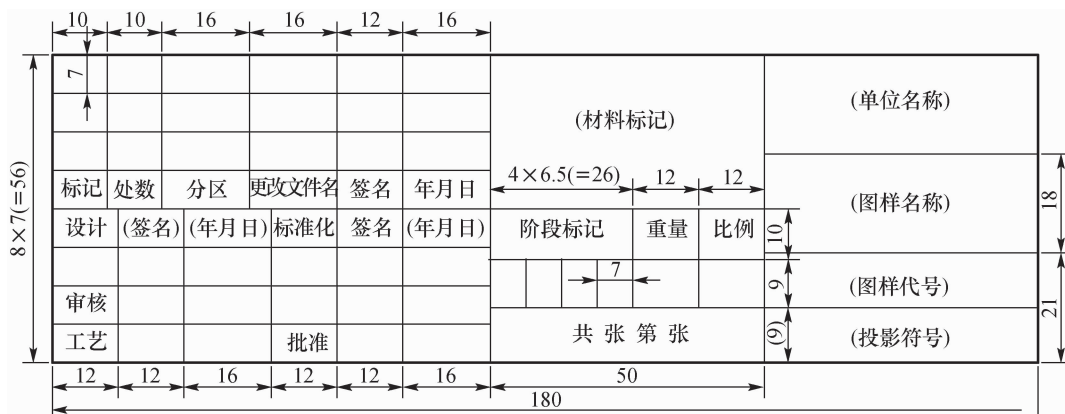 10 10 16 16 12 16
7
(单位名称)
(材料标记)
4×6.5(=26) 12 12
标记 处数 分区 更改文件名 签名 年月日
(图样名称)
18
8×7(=56)
设计 (签名) (年月日) 标准化 签名 (年月日) 阶段标记 重量 比例
10
7
9
(图样代号)
21
审核
工艺 批准 共 张 第 张
(9)
(投影符号)
12 12 16 12 12 16 50
180